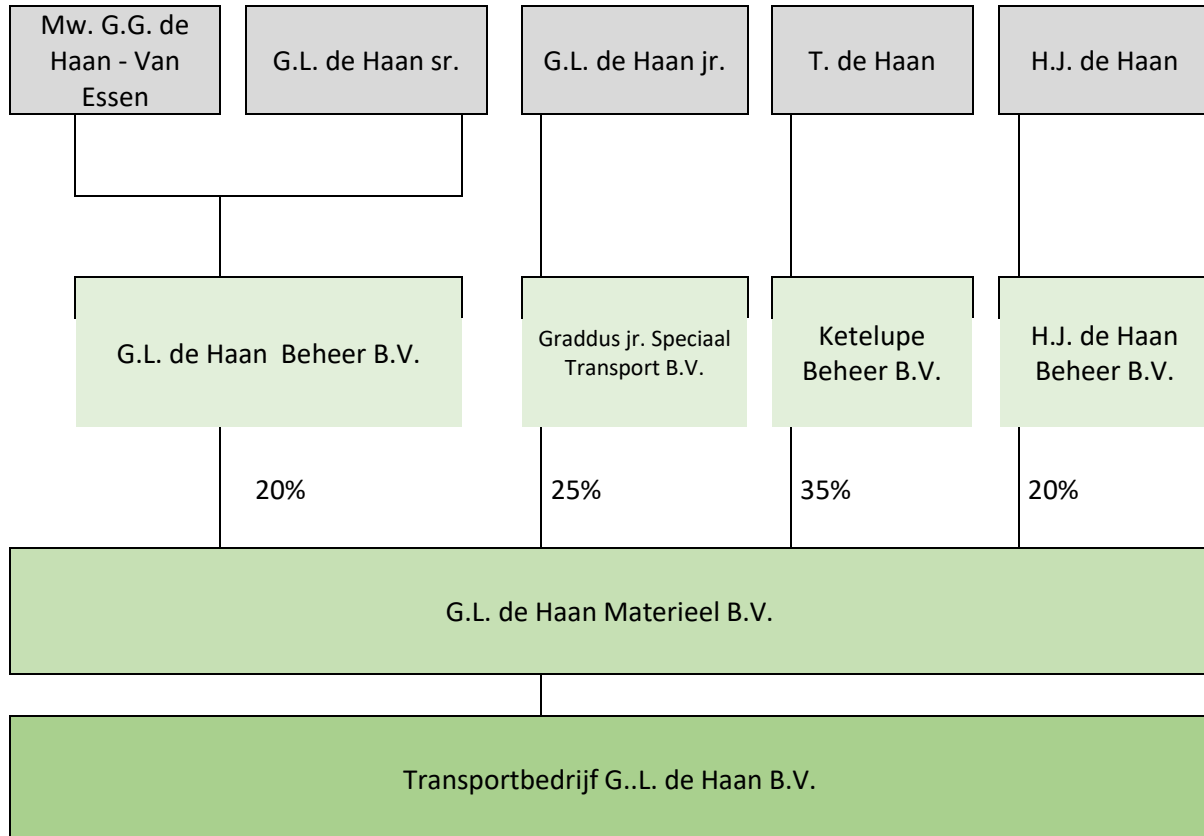 Mw. G.G. de
Haan - Van
Essen
G.L. de Haan sr.
G.L. de Haan jr.
T. de Haan
H.J. de Haan
G.L. de Haan  Beheer B.V.
Graddus jr. Speciaal
Transport B.V.
Ketelupe
Beheer B.V.
H.J. de Haan
Beheer B.V.
20%
25%
35%
20%
G.L. de Haan Materieel B.V.
Transportbedrijf G..L. de Haan B.V.